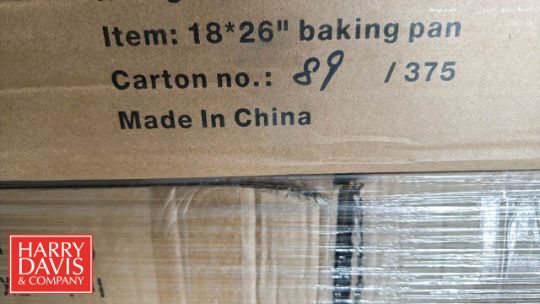 Item: 18*26" baking pan
Carton no.: 89 / 375
Made In China
HARRY
DAVIS
& COMPANY